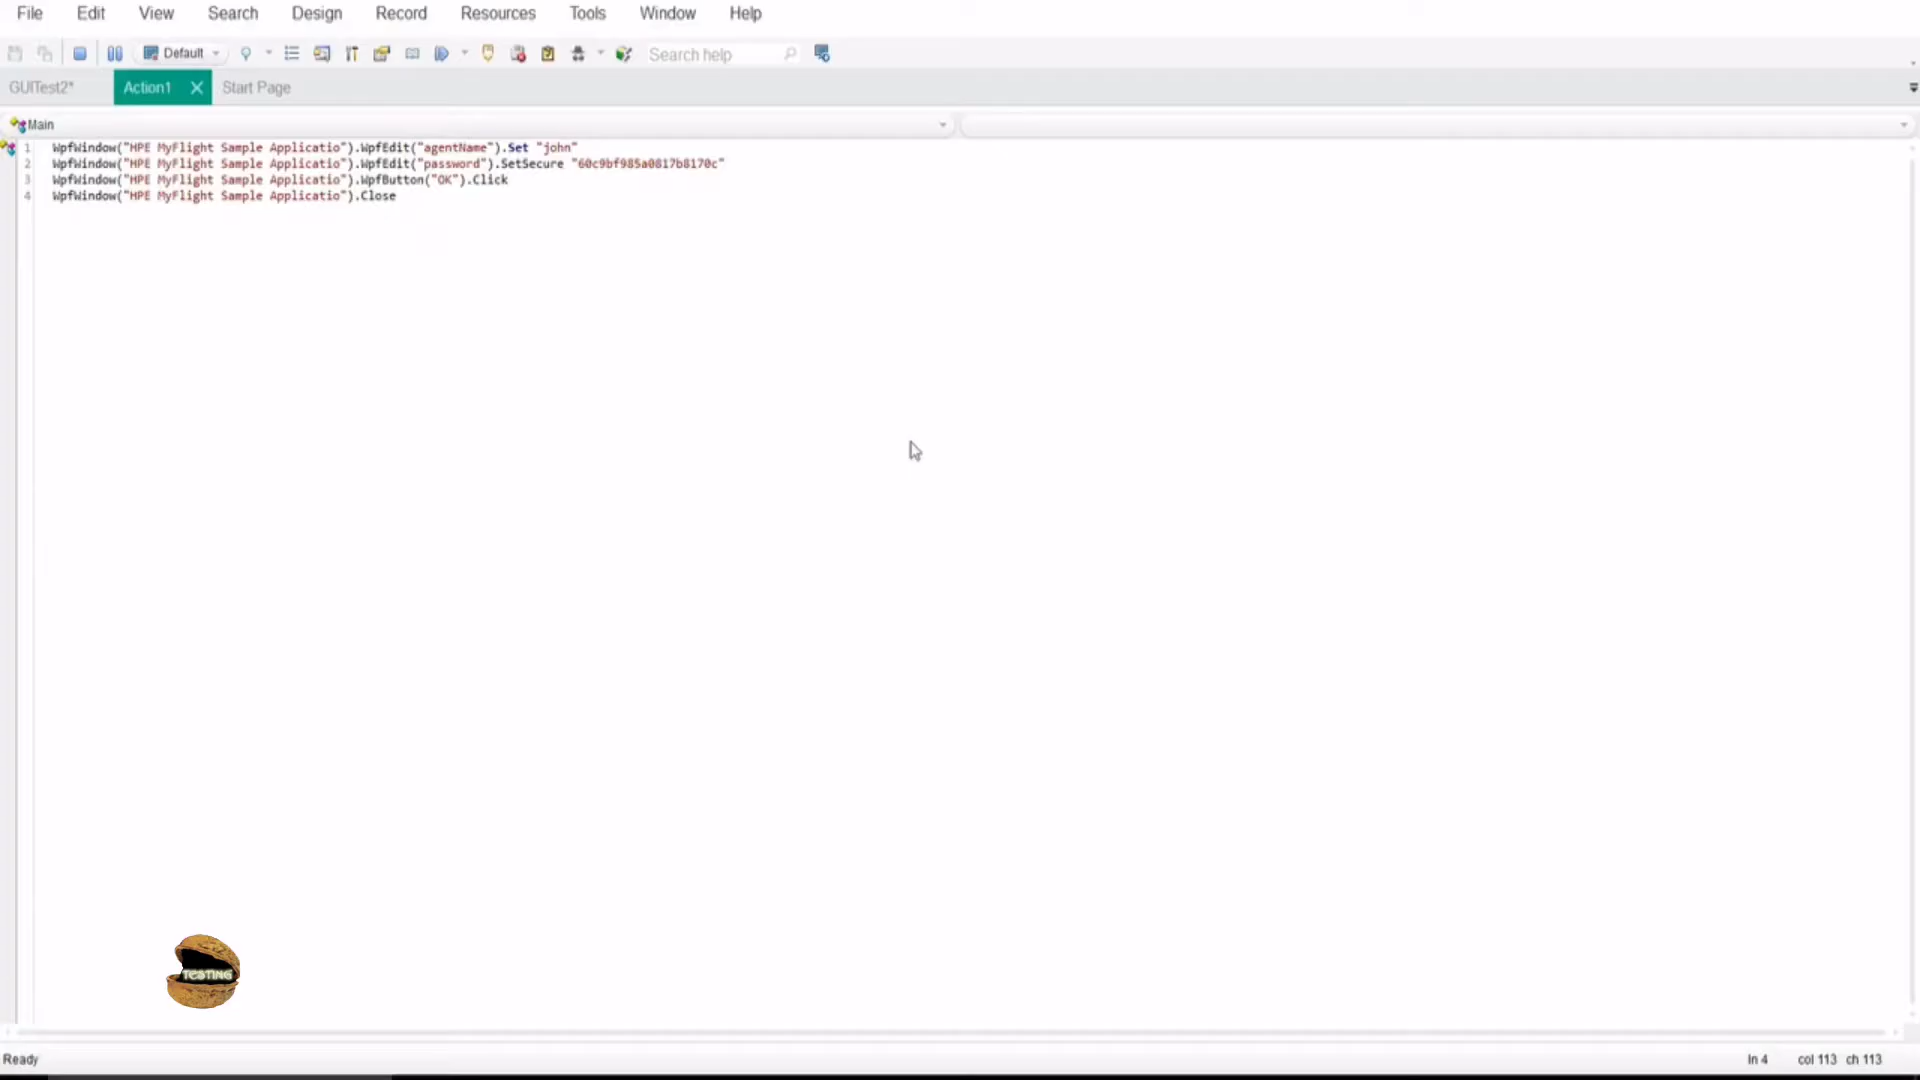 File Edit View Search Design Record Resources Tools Window Help
Default Search help
GUITest2* Action1 Start Page
Main
1 WpfWindow("HPE MyFlight Sample Applicatio").WpfEdit("agentName").Set "john"
2 WpfWindow("HPE MyFlight Sample Applicatio").WpfEdit("password").SetSecure "60c9bf985a0817b8170c"
3 WpfWindow("HPE MyFlight Sample Applicatio").WpfButton("OK").Click
4 WpfWindow("HPE MyFlight Sample Applicatio").Close
TESTING
Ready ln 4 col 113 ch 113